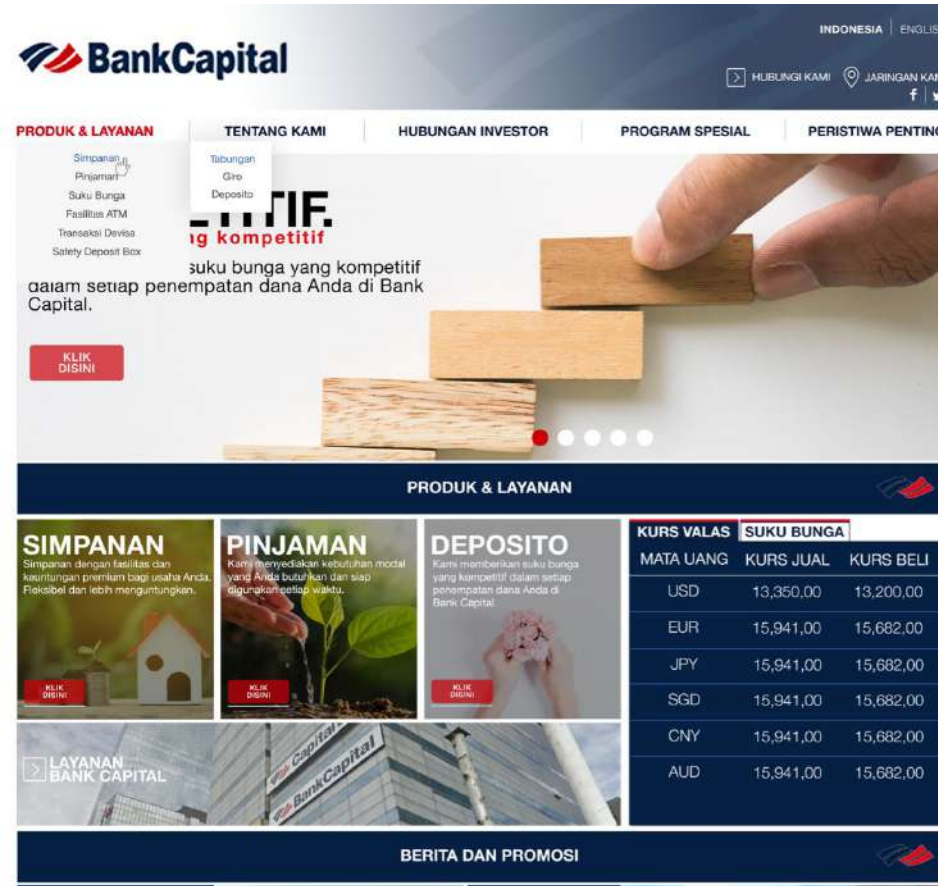 INDONESIA ENGLIS
BankCapital
HUBUNGI KAMI JARINGAN KAM
PRODUK & LAYANAN TENTANG KAMI HUBUNGAN INVESTOR PROGRAM SPESIAL PERISTIWA PENTING
Simpanan Tabungan
Pinjaman Giro
Suku Bunga Deposito
Fasilitas ATM
Transaksi Devisa
Safety Deposit Box
ETITIF.
ng kompetitif
suku bunga yang kompetitif
dalam setiap penempatan dana Anda di Bank
Capital.
KLIK
DISINI
PRODUK & LAYANAN
SIMPANAN
Simpanan dengan fasilitas dan
keuntungan premium bagi usaha Anda.
Fleksibel dan lebih menguntungkan.
KLIK
DISINI
PINJAMAN
Kami menyediakan kebutuhan modal
yang Anda butuhkan dan siap
digunakan setiap waktu.
KLIK
DISINI
DEPOSITO
Kami memberikan suku bunga
yang kompetitif dalam setiap
penempatan dana Anda di
Bank Capital
KLIK
DISINI
KURS VALAS SUKU BUNGA
MATA UANG KURS JUAL KURS BELI
USD 13,350,00 13,200,00
EUR 15,941,00 15,682,00
JPY 15,941,00 15,682,00
SGD 15,941,00 15,682,00
CNY 15,941,00 15,682,00
AUD 15,941,00 15,682,00
LAYANAN
BANK CAPITAL
Capital
BankCapital
BERITA DAN PROMOSI